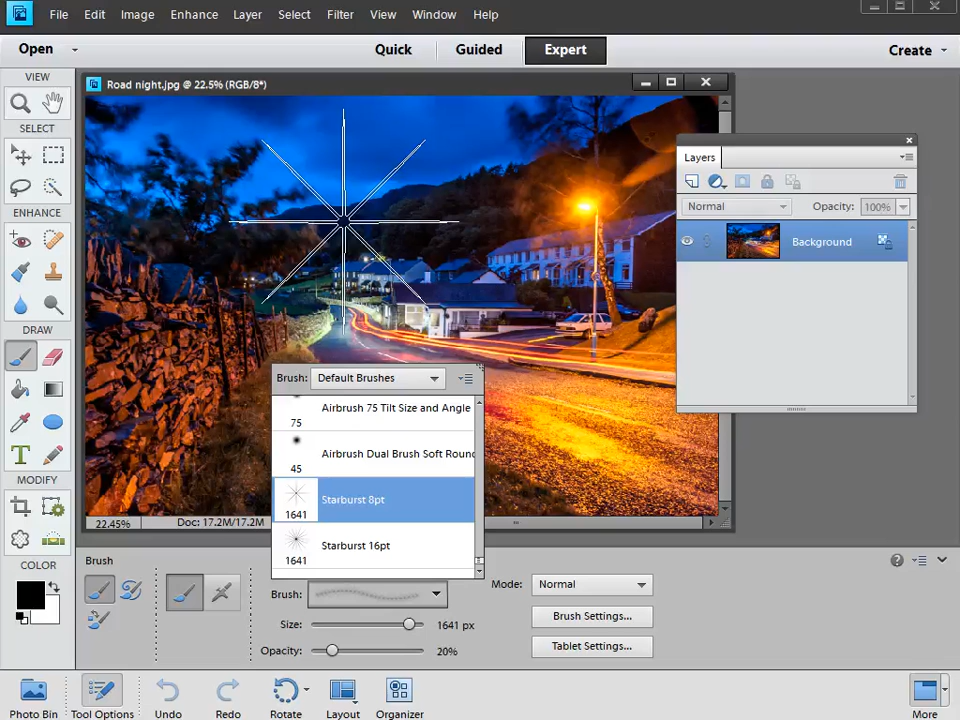 File Edit Image Enhance Layer Select Filter View Window Help
Open Quick Guided Expert Create
VIEW
Road night.jpg @ 22.5% (RGB/8*)
SELECT
Layers
Normal Opacity: 100%
ENHANCE
Background
DRAW
Brush: Default Brushes
Airbrush 75 Tilt Size and Angle
75
Airbrush Dual Brush Soft Round
45
MODIFY
Starburst 8pt
1641
22.45% Doc: 17.2M/17.2M
Starburst 16pt
1641
COLOR
Brush
Brush: Mode: Normal
Size: 1641 px Brush Settings...
Opacity: 20% Tablet Settings...
Photo Bin Tool Options Undo Redo Rotate Layout Organizer More